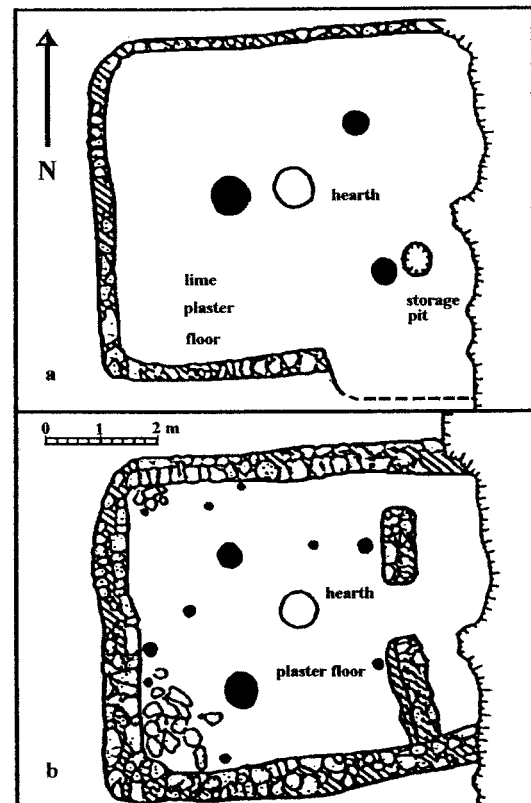 N
hearth
lime
plaster
floor
storage
pit
a
0 1 2 m
hearth
plaster floor
b